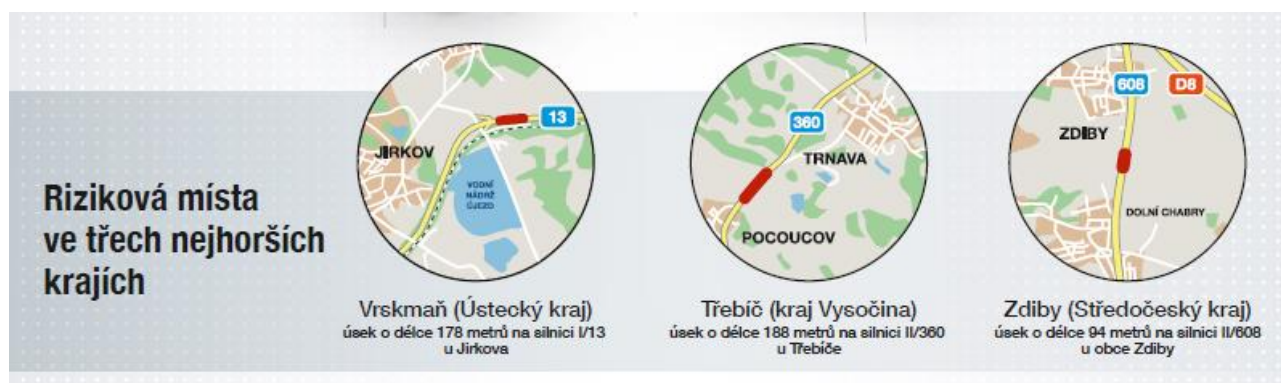 Riziková místa
ve třech nejhorších
krajích
13
JIRKOV
VODNÍ
NÁDRŽ
ÚJEZD
Vrskmaň (Ústecký kraj)
úsek o délce 178 metrů na silnici I/13
u Jirkova
360
TRNAVA
POCOUCOV
Třebíč (kraj Vysočina)
úsek o délce 188 metrů na silnici II/360
u Třebíče
608
D8
ZDIBY
DOLNÍ CHABRY
Zdiby (Středočeský kraj)
úsek o délce 94 metrů na silnici II/608
u obce Zdiby